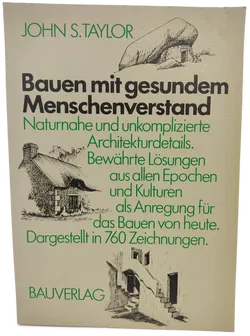 JOHN S.TAYLOR
Bauen mit gesundem
Menschenverstand
Naturnahe und unkomplizierte
Architekturdetails.
Bewährte Lösungen
aus allen Epochen
und Kulturen
als Anregung für
das Bauen von heute.
Dargestellt in 760 Zeichnungen.
BAUVERLAG